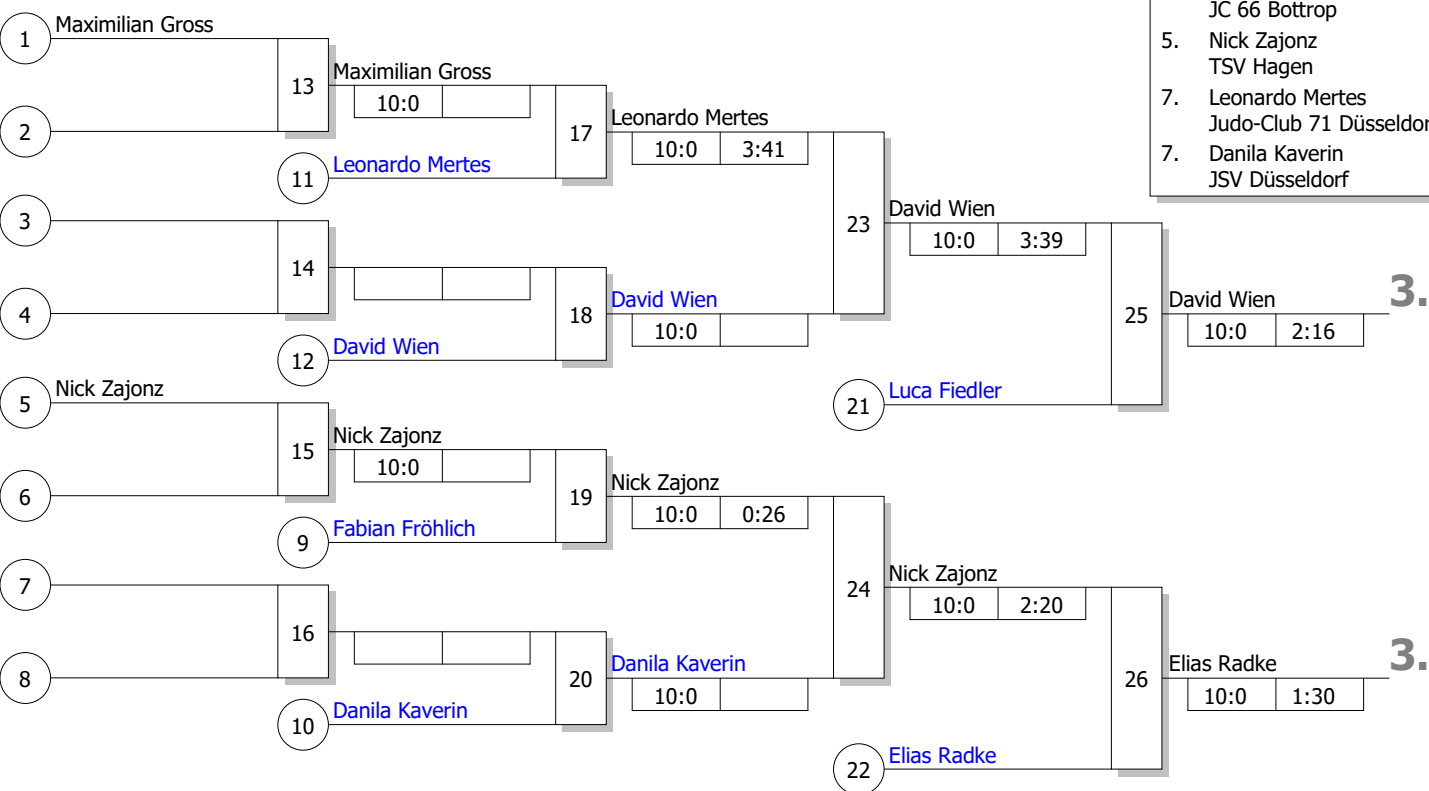 JC 66 Bottrop
5. Nick Zajonz
TSV Hagen
7. Leonardo Mertes
Judo-Club 71 Düsseldor
7. Danila Kaverin
JSV Düsseldorf
1 Maximilian Gross
13 Maximilian Gross
10:0
2
17 Leonardo Mertes
10:0 3:41
11 Leonardo Mertes
3
23 David Wien
10:0 3:39
14
4
18 David Wien
10:0
12 David Wien
25 David Wien 3.
10:0 2:16
5 Nick Zajonz
21 Luca Fiedler
15 Nick Zajonz
10:0
6
19 Nick Zajonz
10:0 0:26
9 Fabian Fröhlich
7
24 Nick Zajonz
10:0 2:20
16
8
20 Danila Kaverin
10:0
10 Danila Kaverin
26 Elias Radke 3.
10:0 1:30
22 Elias Radke